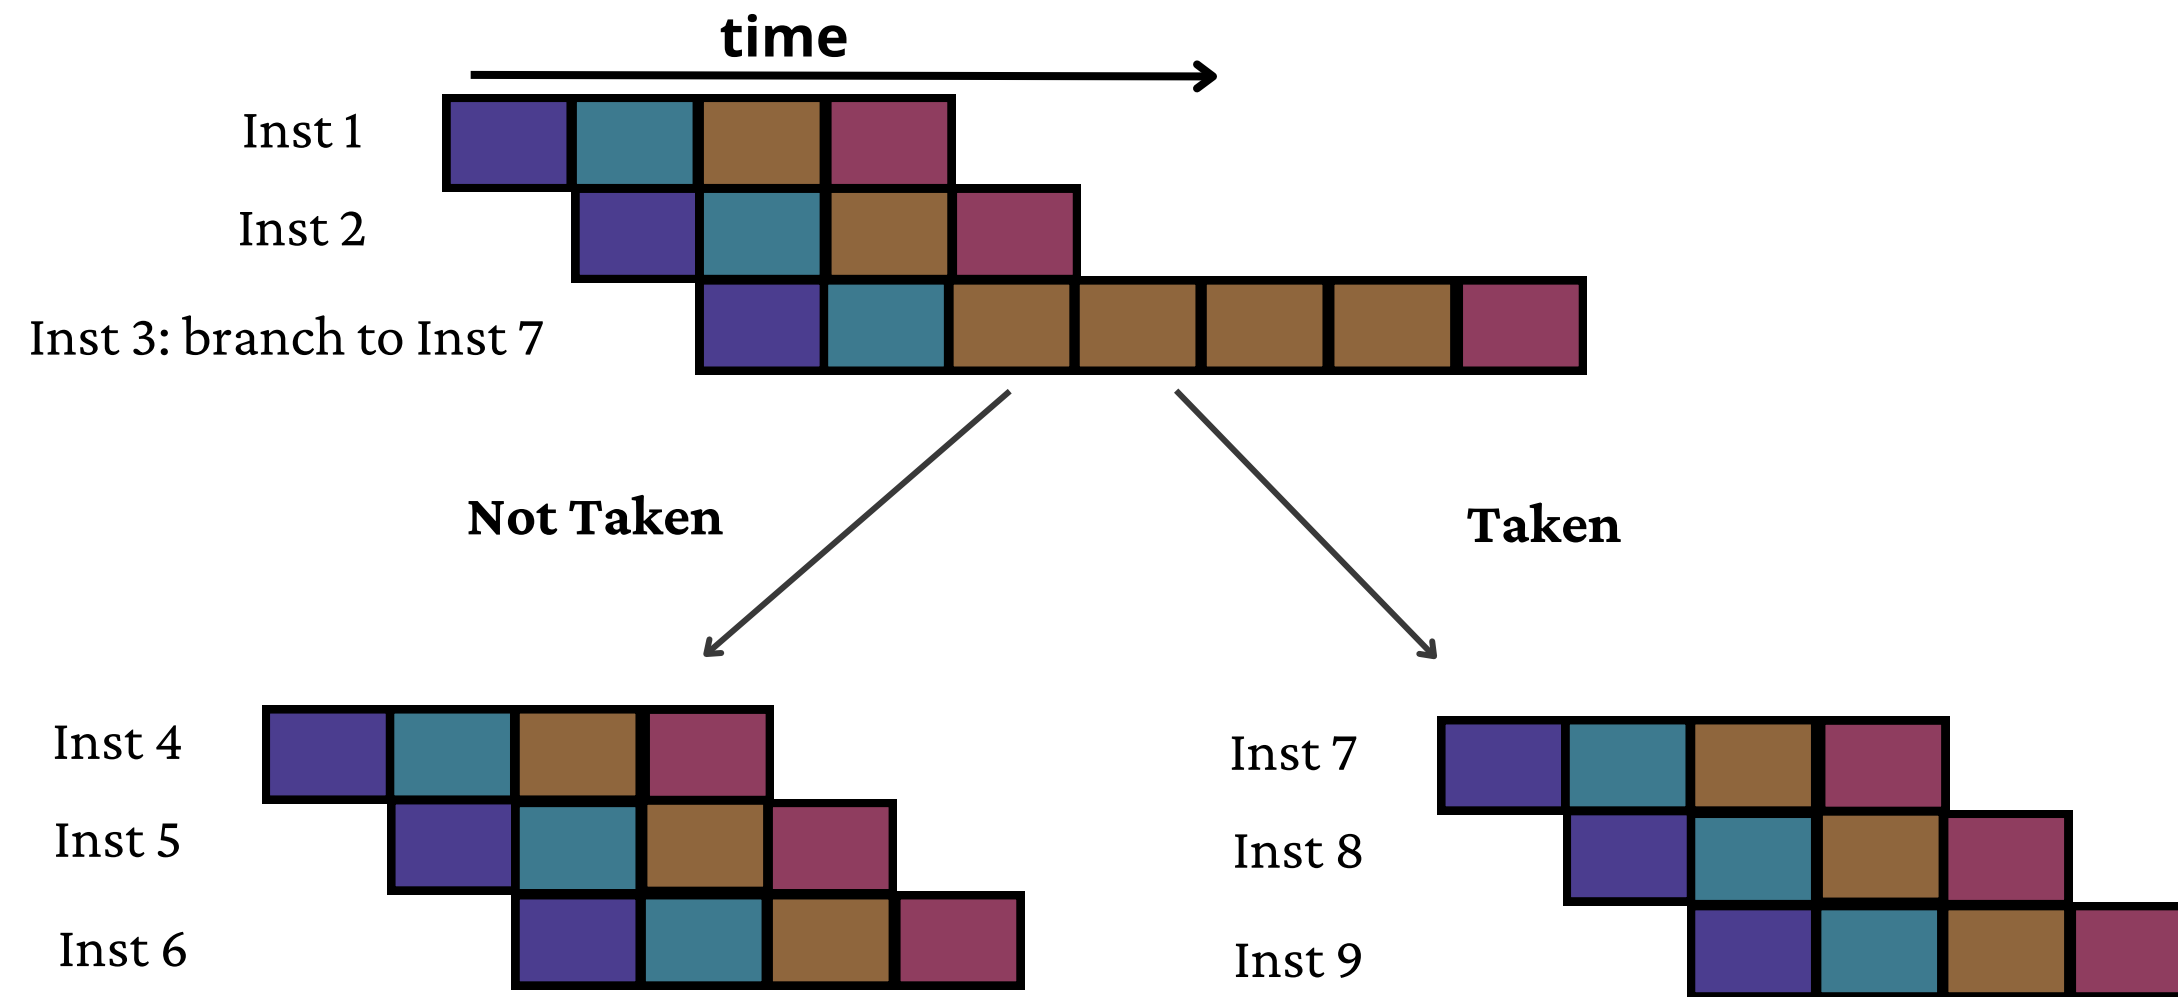 time
Inst 1
Inst 2
Inst 3: branch to Inst 7
Not Taken
Taken
Inst 4
Inst 5
Inst 6
Inst 7
Inst 8
Inst 9